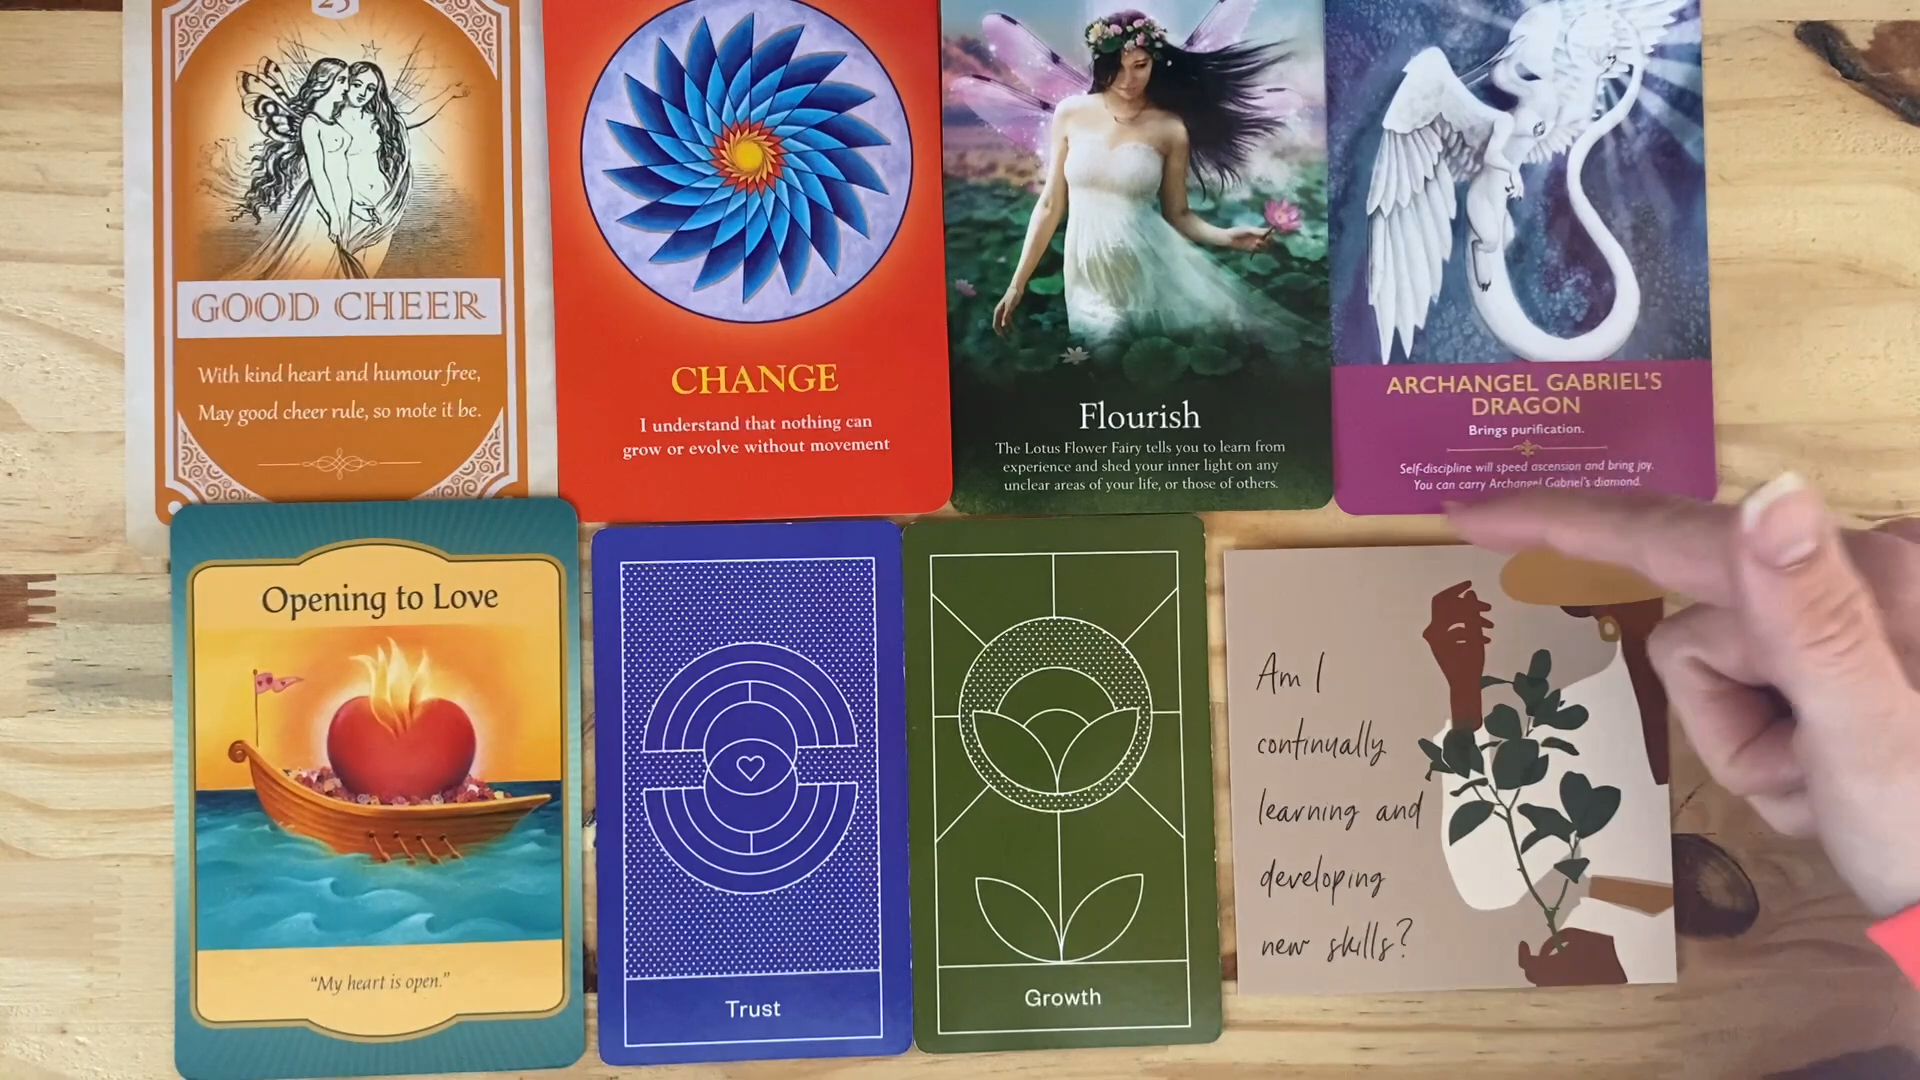 25
GOOD CHEER
With kind heart and humour free,
May good cheer rule, so mote it be.
CHANGE
I understand that nothing can
grow or evolve without movement
Flourish
The Lotus Flower Fairy tells you to learn from
experience and shed your inner light on any
unclear areas of your life, or those of others.
ARCHANGEL GABRIEL'S
DRAGON
Brings purification.
Self-discipline will speed ascension and bring joy.
You can carry Archangel Gabriel's diamond.
Opening to Love
"My heart is open."
Trust
Growth
Am I
continually
learning and
developing
new skills?